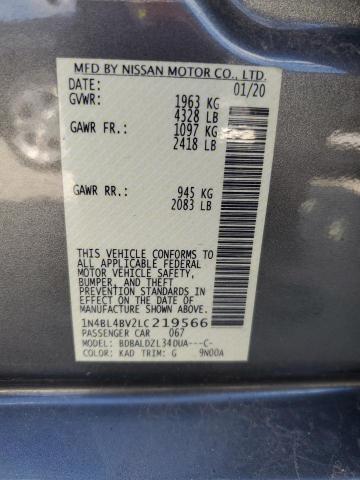 MFD BY NISSAN MOTOR CO., LTD.
DATE: 01/20
GVWR: 1963 KG
4328 LB
GAWR FR: 1097 KG
2418 LB
GAWR RR: 945 KG
2083 LB
THIS VEHICLE CONFORMS TO
ALL APPLICABLE FEDERAL
MOTOR VEHICLE SAFETY,
BUMPER, AND THEFT
PREVENTION STANDARDS IN
EFFECT ON THE DATE OF
MANUFACTURE SHOWN ABOVE.
1N4BL4BV2LC219566
PASSENGER CAR 067
MODEL: BDBALDZL34DUA---C-
COLOR: KAD TRIM: G 9N00A